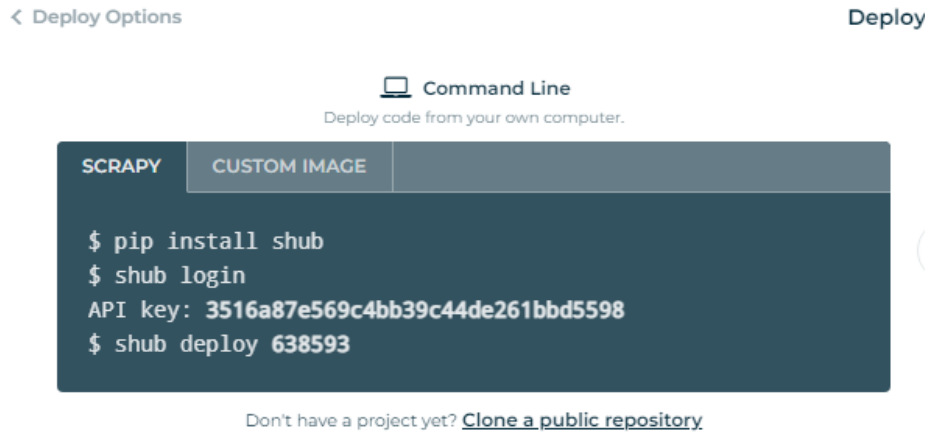 Deploy Options
Deploy
Command Line
Deploy code from your own computer.
SCRAPY
CUSTOM IMAGE
$ pip install shub
$ shub login
API key: 3516a87e569c4bb39c44de261bbd5598
$ shub deploy 638593
Don't have a project yet? Clone a public repository